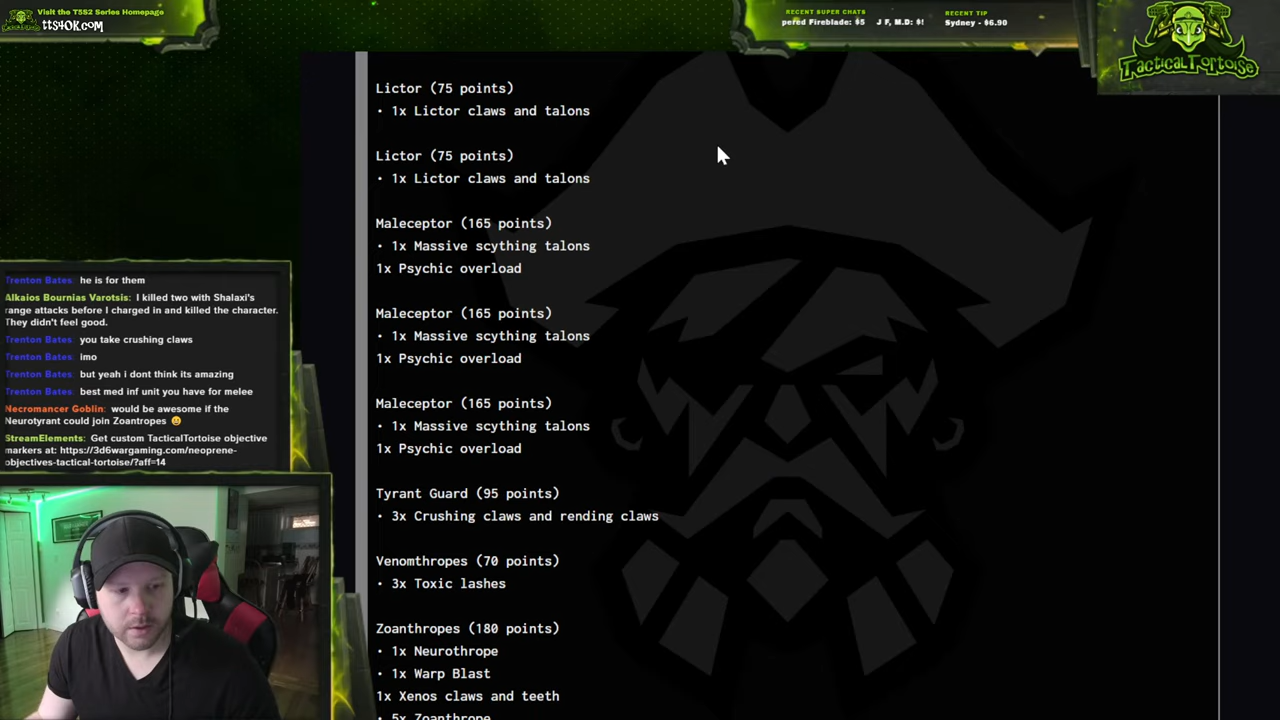 Visit the T5S2 Series Homepage
tts40k.com
RECENT SUPER CHATS
pered Fireblade: $5 J F, M.D: $!
RECENT TIP
Sydney - $6.90
TacticalTortoise
Lictor (75 points)
• 1x Lictor claws and talons
Lictor (75 points)
• 1x Lictor claws and talons
Maleceptor (165 points)
• 1x Massive scything talons
1x Psychic overload
Maleceptor (165 points)
• 1x Massive scything talons
1x Psychic overload
Maleceptor (165 points)
• 1x Massive scything talons
1x Psychic overload
Tyrant Guard (95 points)
• 3x Crushing claws and rending claws
Venomthropes (70 points)
• 3x Toxic lashes
Zoanthropes (180 points)
• 1x Neurothrope
• 1x Warp Blast
1x Xenos claws and teeth
• 5x Zoanthrope
Trenton Bates: he is for them
Alkaios Bournias Varotsis: I killed two with Shalaxi's
range attacks before I charged in and killed the character.
They didn't feel good.
Trenton Bates: you take crushing claws
Trenton Bates: imo
Trenton Bates: but yeah i dont think its amazing
Trenton Bates: best med inf unit you have for melee
Necromancer Goblin: would be awesome if the
Neurotyrant could join Zoantropes
StreamElements: Get custom TacticalTortoise objective
markers at: https://3d6wargaming.com/neoprene-
objectives-tactical-tortoise/?aff=14